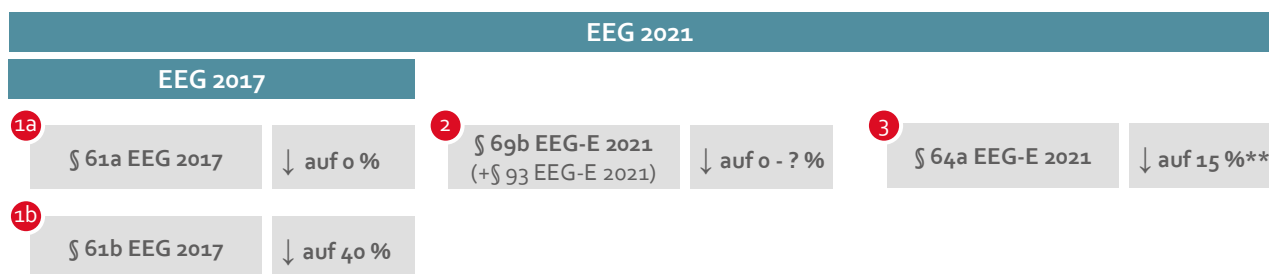 EEG 2021
EEG 2017
1a
§ 61a EEG 2017
↓ auf 0 %
2
§ 69b EEG-E 2021
(+§ 93 EEG-E 2021)
↓ auf 0 - ? %
3
§ 64a EEG-E 2021
↓ auf 15 %**
1b
§ 61b EEG 2017
↓ auf 40 %